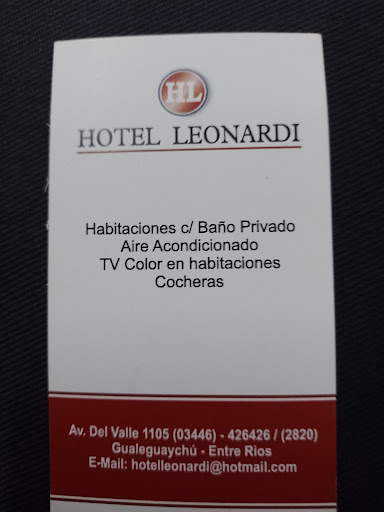 HL
HOTEL LEONARDI
Habitaciones c/ Baño Privado
Aire Acondicionado
TV Color en habitaciones
Cocheras
Av. Del Valle 1105 (03446) - 426426 / (2820)
Gualeguaychú - Entre Rios
E-Mail: hotelleonardi@hotmail.com